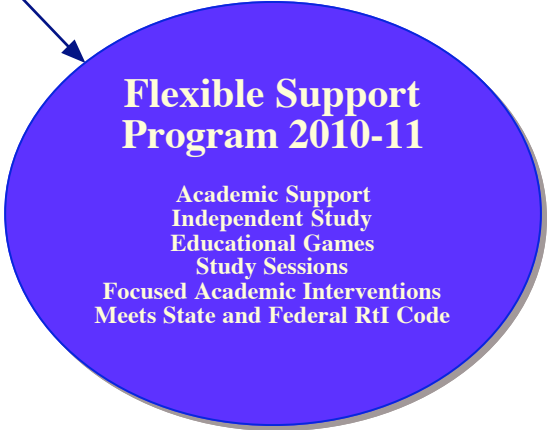 Flexible Support
Program 2010-11
Academic Support
Independent Study
Educational Games
Study Sessions
Focused Academic Interventions
Meets State and Federal RtI Code